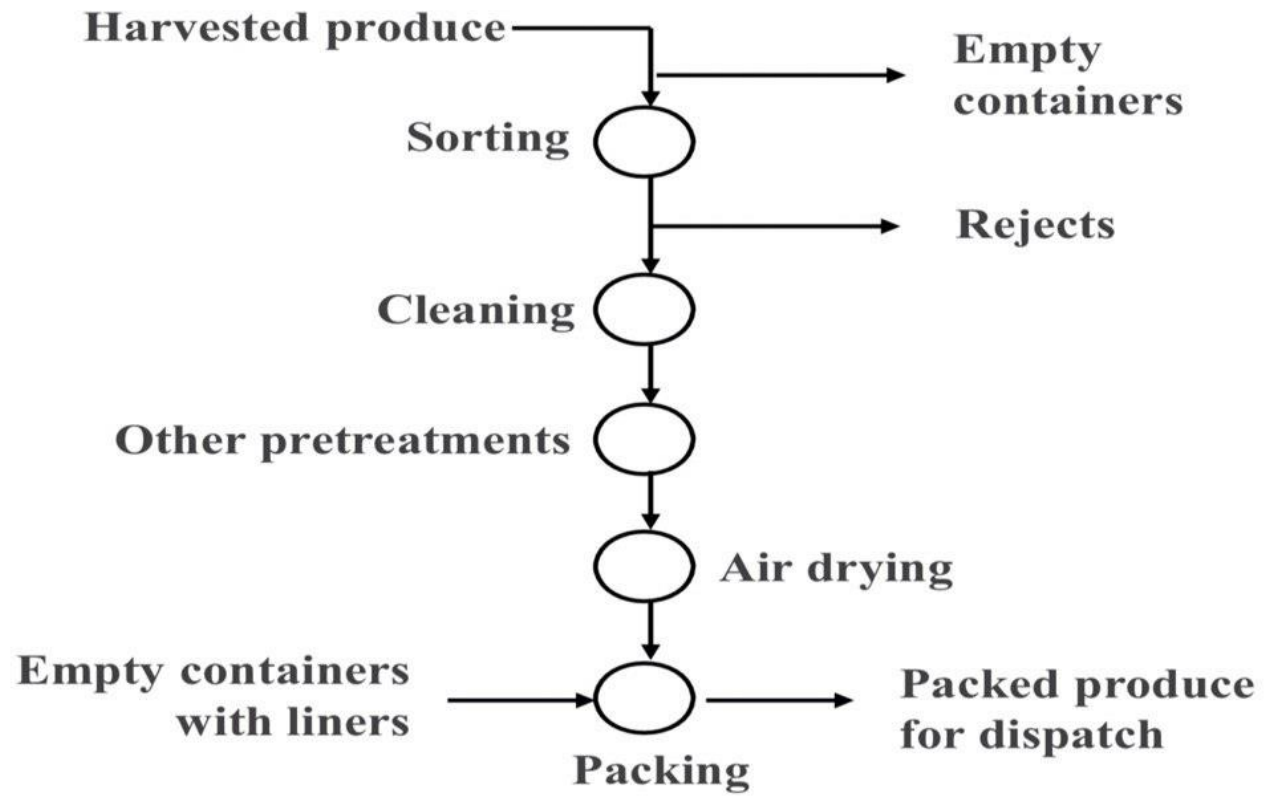 Harvested produce
Empty
containers
Sorting
Rejects
Cleaning
Other pretreatments
Air drying
Empty containers
with liners
Packed produce
for dispatch
Packing